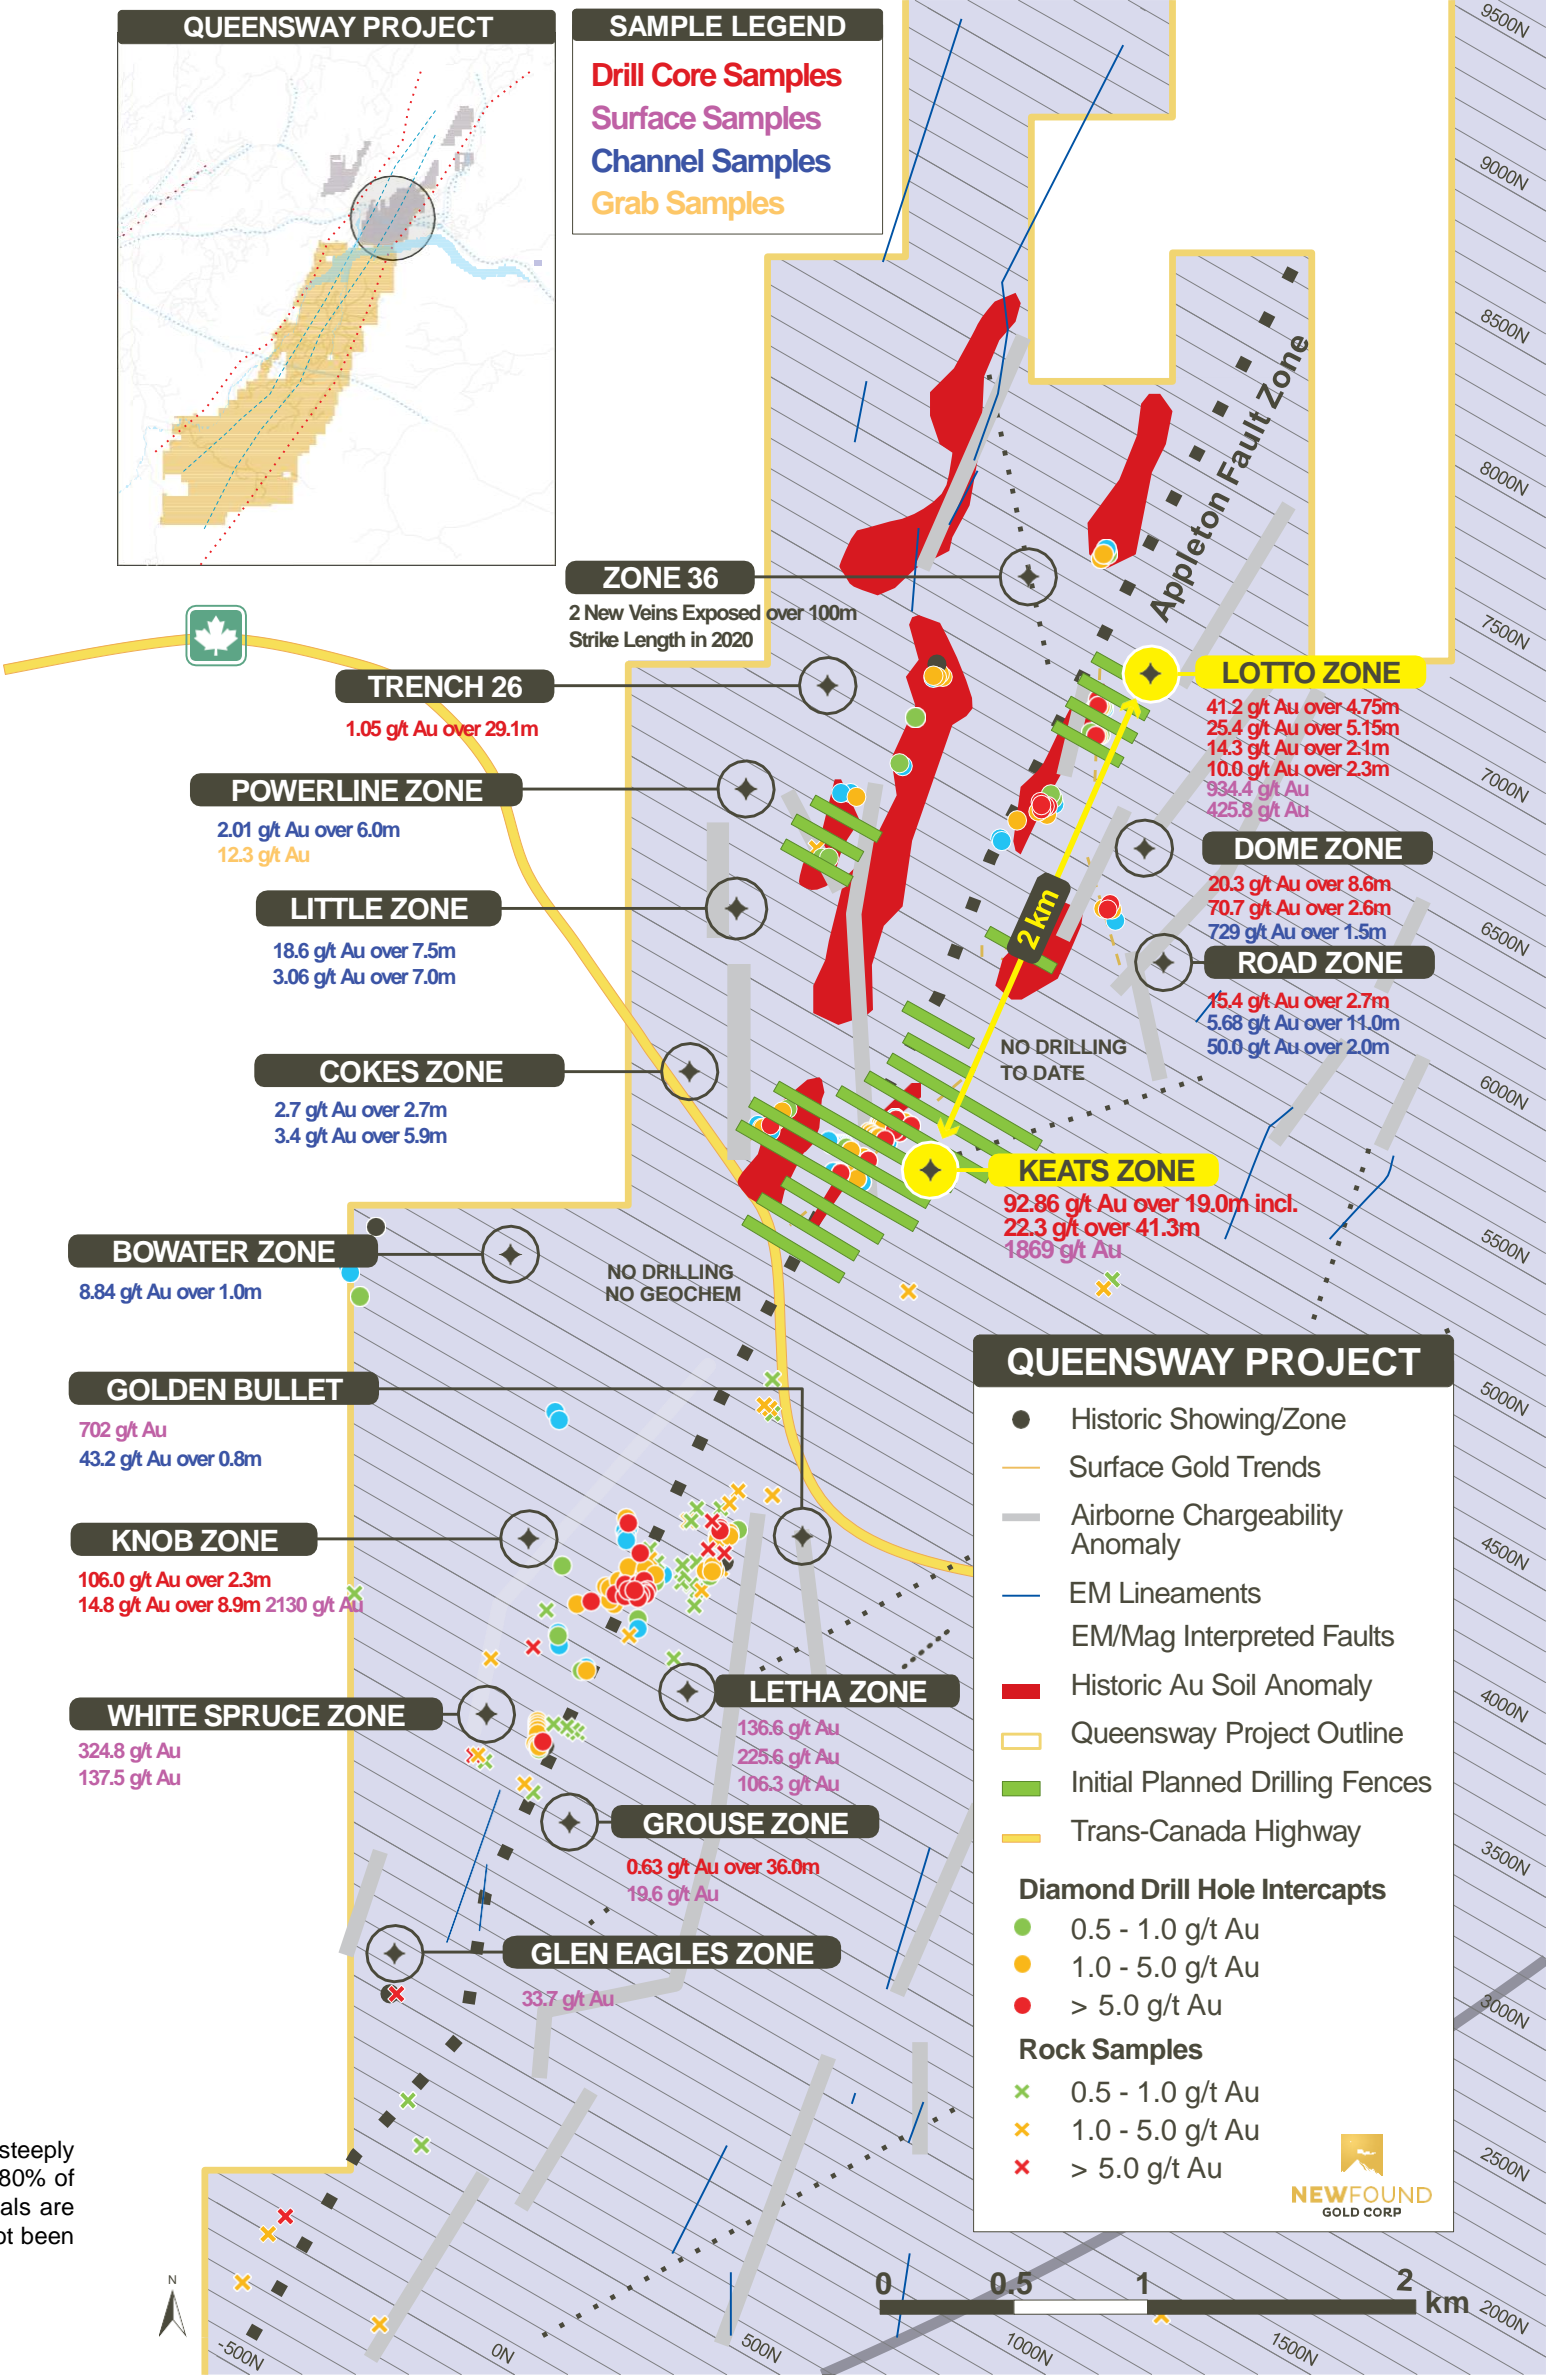 QUEENSWAY PROJECT
SAMPLE LEGEND
Drill Core Samples
Surface Samples
Channel Samples
Grab Samples
9500N
9000N
8500N
8000N
7500N
7000N
6500N
6000N
5500N
5000N
4500N
4000N
3500N
3000N
2500N
2000N
Appleton Fault Zone
ZONE 36
2 New Veins Exposed over 100m
Strike Length in 2020
TRENCH 26
1.05 g/t Au over 29.1m
LOTTO ZONE
41.2 g/t Au over 4.75m
25.4 g/t Au over 5.15m
14.3 g/t Au over 2.1m
10.0 g/t Au over 2.3m
934.4 g/t Au
425.8 g/t Au
POWERLINE ZONE
2.01 g/t Au over 6.0m
12.3 g/t Au
DOME ZONE
20.3 g/t Au over 8.6m
70.7 g/t Au over 2.6m
729 g/t Au over 1.5m
LITTLE ZONE
18.6 g/t Au over 7.5m
3.06 g/t Au over 7.0m
2 km
ROAD ZONE
15.4 g/t Au over 2.7m
5.68 g/t Au over 11.0m
50.0 g/t Au over 2.0m
NO DRILLING
TO DATE
COKES ZONE
2.7 g/t Au over 2.7m
3.4 g/t Au over 5.9m
KEATS ZONE
92.86 g/t Au over 19.0m incl.
22.3 g/t over 41.3m
1869 g/t Au
BOWATER ZONE
8.84 g/t Au over 1.0m
NO DRILLING
NO GEOCHEM
GOLDEN BULLET
702 g/t Au
43.2 g/t Au over 0.8m
KNOB ZONE
106.0 g/t Au over 2.3m
14.8 g/t Au over 8.9m 2130 g/t Au
LETHA ZONE
136.6 g/t Au
225.6 g/t Au
106.3 g/t Au
WHITE SPRUCE ZONE
324.8 g/t Au
137.5 g/t Au
GROUSE ZONE
0.63 g/t Au over 36.0m
19.6 g/t Au
GLEN EAGLES ZONE
33.7 g/t Au
QUEENSWAY PROJECT
Historic Showing/Zone
Surface Gold Trends
Airborne Chargeability
Anomaly
EM Lineaments
EM/Mag Interpreted Faults
Historic Au Soil Anomaly
Queensway Project Outline
Initial Planned Drilling Fences
Trans-Canada Highway
Diamond Drill Hole Intercapts
0.5 - 1.0 g/t Au
1.0 - 5.0 g/t Au
> 5.0 g/t Au
Rock Samples
0.5 - 1.0 g/t Au
1.0 - 5.0 g/t Au
> 5.0 g/t Au
NEWFOUND
GOLD CORP
steeply
80% of
als are
ot been
N
0 0.5 1 2 km
-500N
0N
500N
1000N
1500N